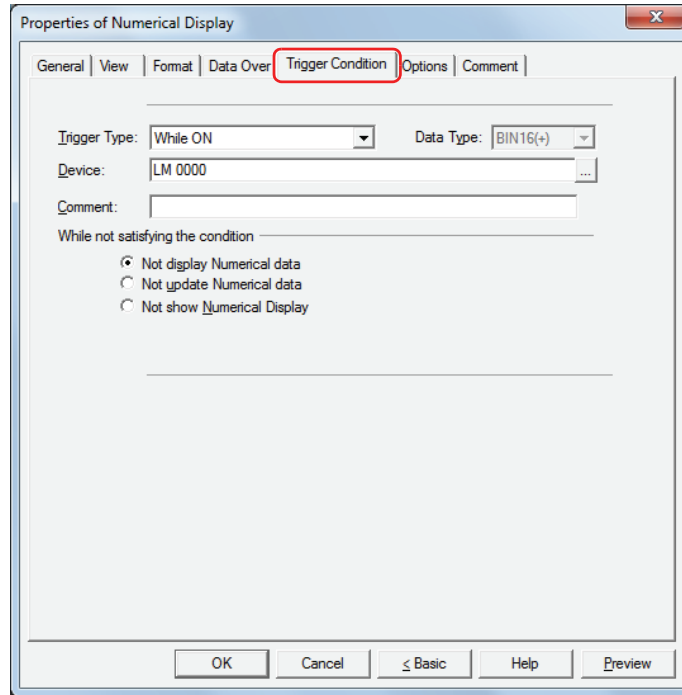 Properties of Numerical Display
General View Format Data Over Trigger Condition Options Comment
Trigger Type: While ON Data Type: BIN16(+)
Device: LM 0000 ...
Comment:
While not satisfying the condition
Not display Numerical data
Not update Numerical data
Not show Numerical Display
OK Cancel < Basic Help Preview